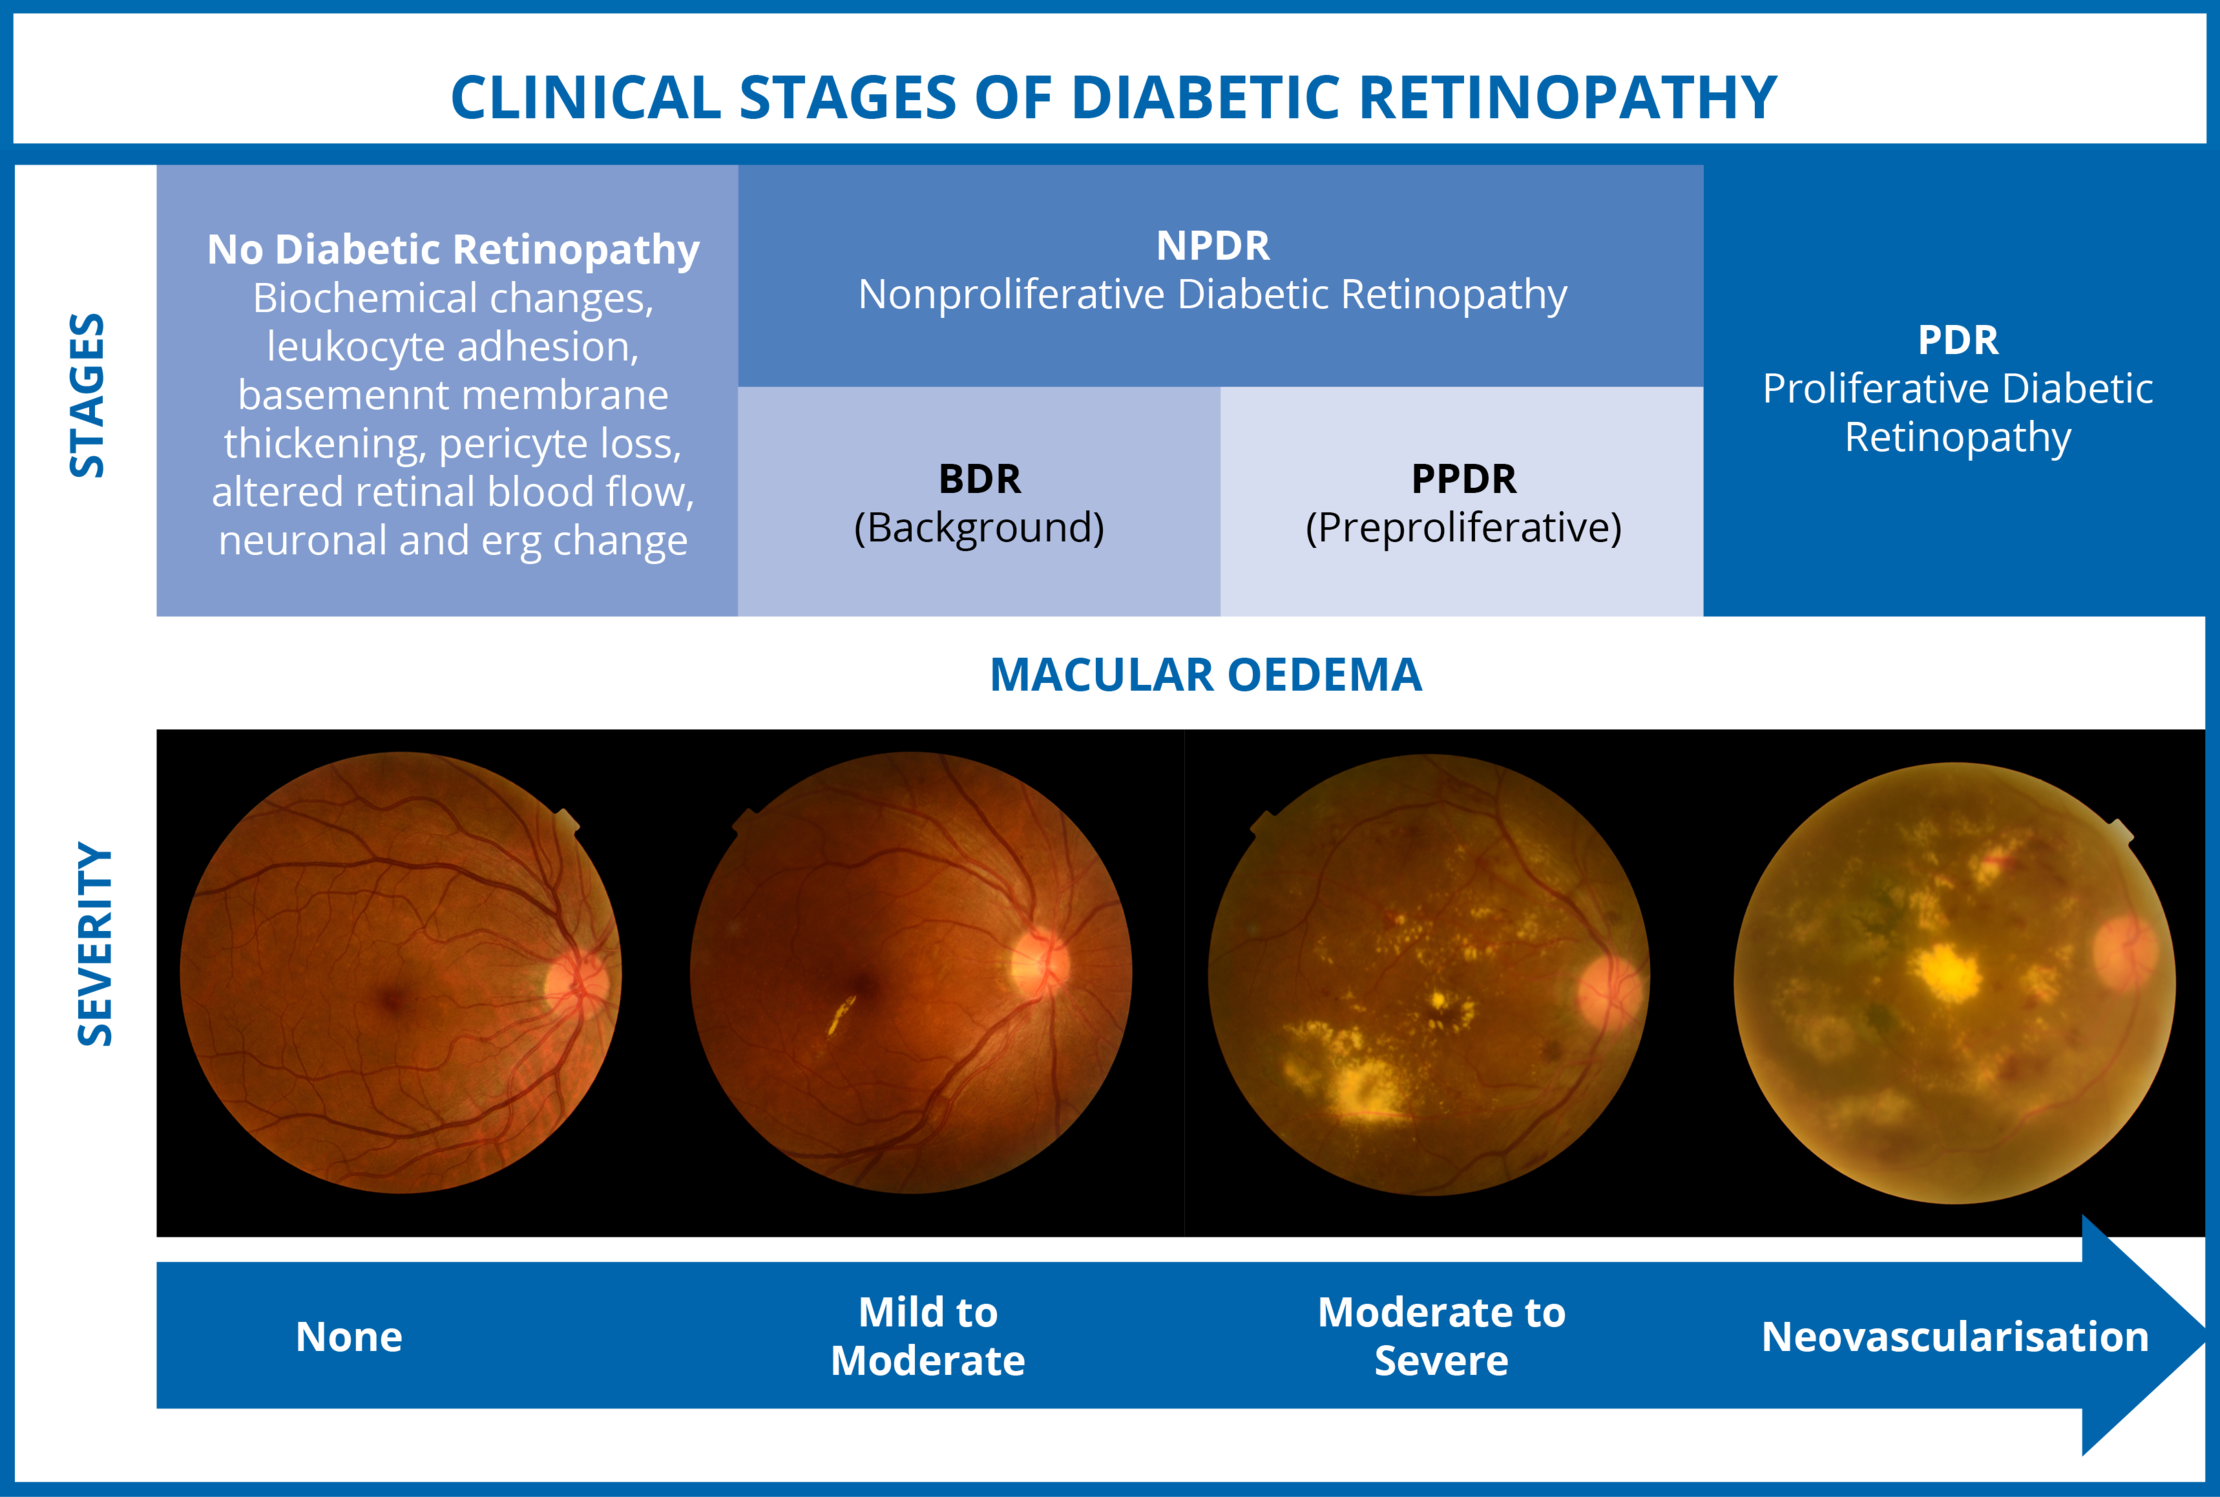 CLINICAL STAGES OF DIABETIC RETINOPATHY
STAGES
No Diabetic Retinopathy
Biochemical changes,
leukocyte adhesion,
basemennt membrane
thickening, pericyte loss,
altered retinal blood flow,
neuronal and erg change
NPDR
Nonproliferative Diabetic Retinopathy
BDR
(Background)
PPDR
(Preproliferative)
PDR
Proliferative Diabetic
Retinopathy
MACULAR OEDEMA
SEVERITY
None
Mild to
Moderate
Moderate to
Severe
Neovascularisation